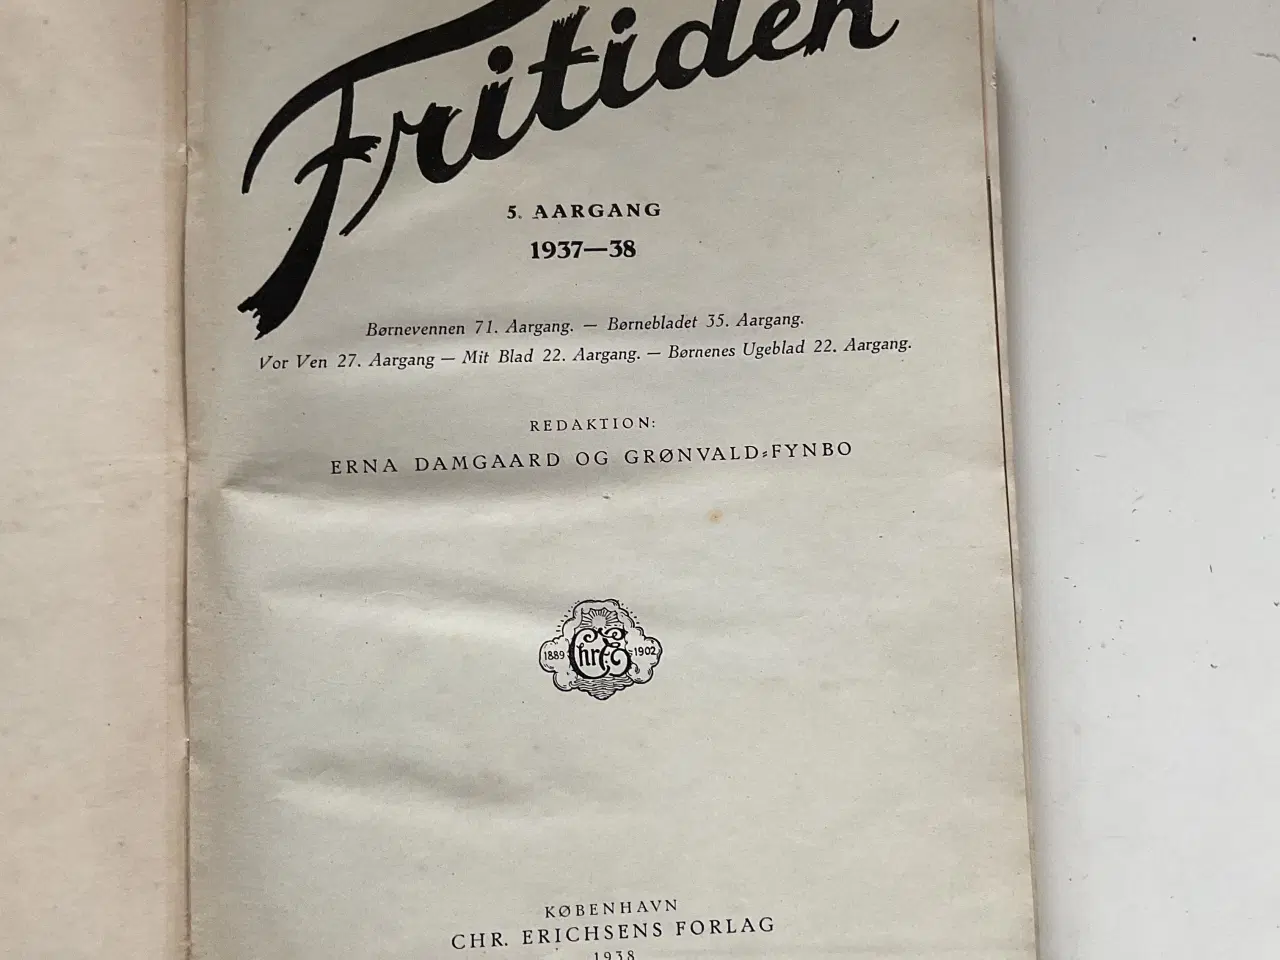 Fritiden
5. AARGANG
1937—38
Børnevennen 71. Aargang. — Børnebladet 35. Aargang.
Vor Ven 27. Aargang — Mit Blad 22. Aargang. — Børnenes Ugeblad 22. Aargang.
REDAKTION:
ERNA DAMGAARD OG GRØNVALD-FYNBO
1889 Chr. E 1902
KØBENHAVN
CHR. ERICHSENS FORLAG
1938